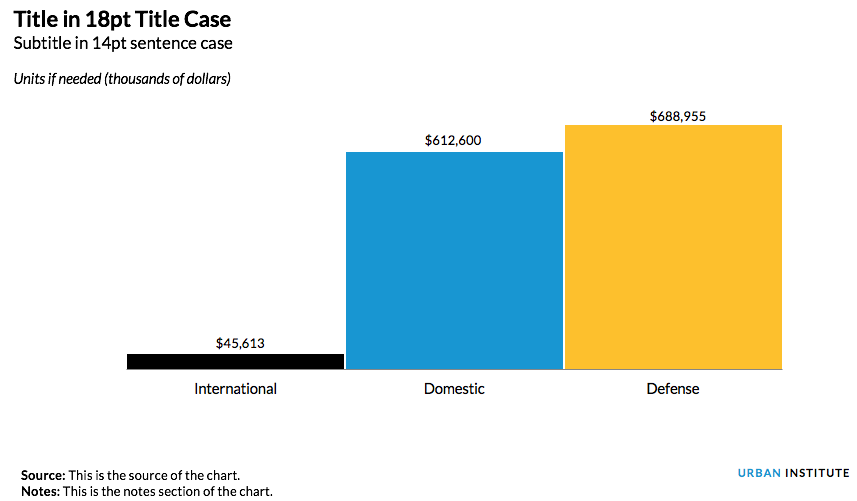 Title in 18pt Title Case
Subtitle in 14pt sentence case
Units if needed (thousands of dollars)
$688,955
$612,600
$45,613
International Domestic Defense
Source: This is the source of the chart.
URBAN INSTITUTE
Notes: This is the notes section of the chart.